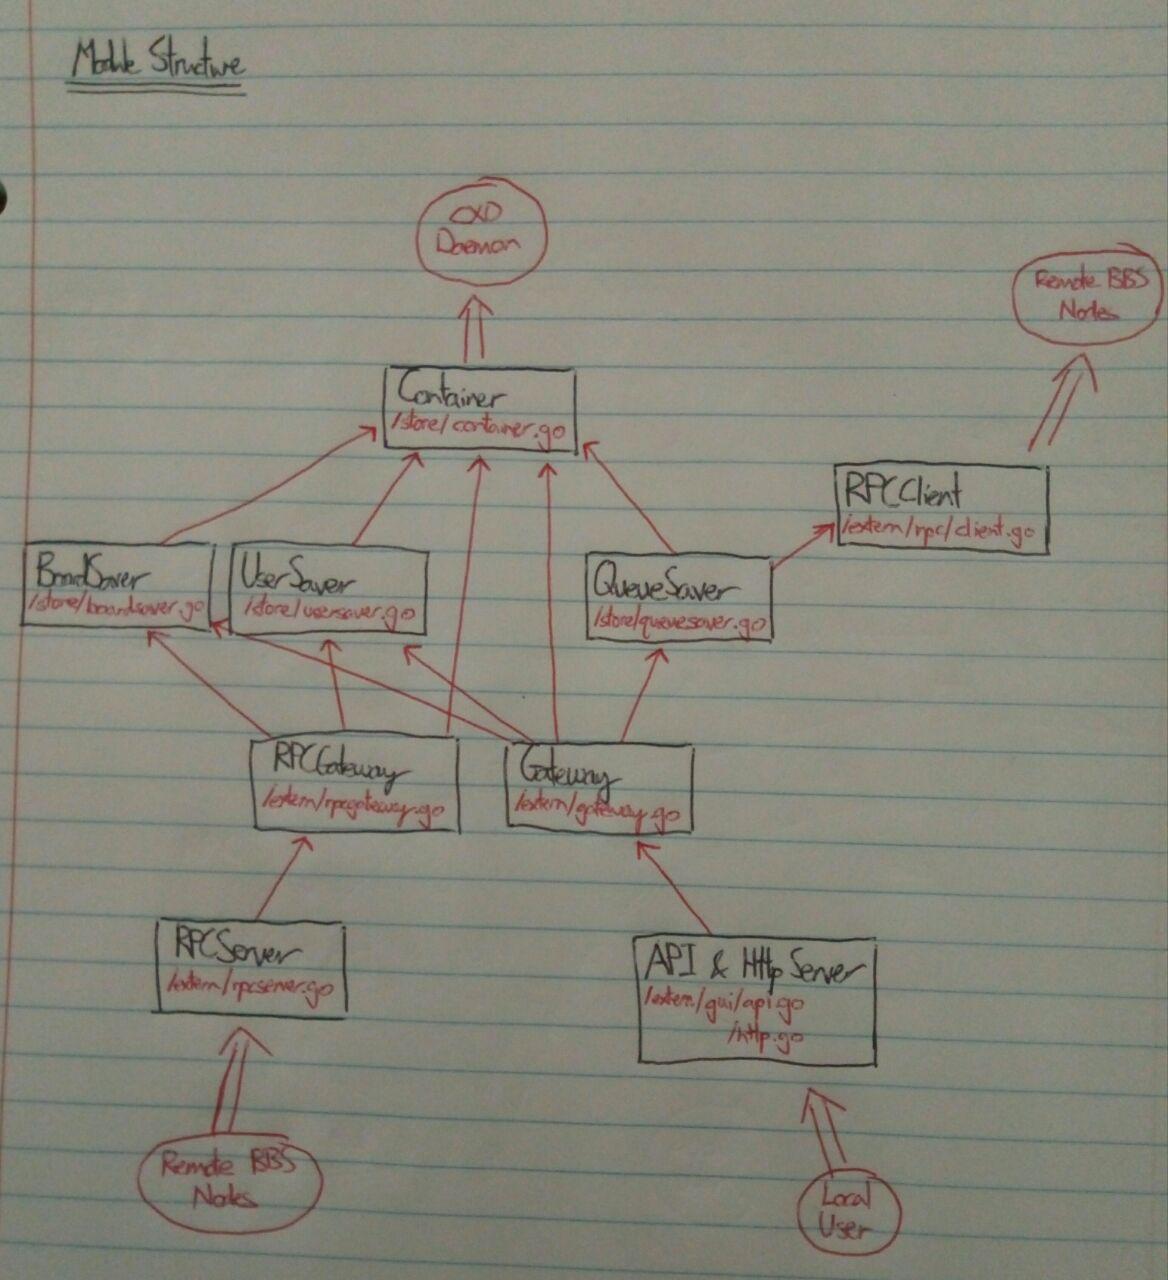 Module Structure
CXO
Daemon
Remote BBS
Nodes
Container
/store/container.go
RPCClient
/extern/rpc/client.go
BoardSaver
/store/boardsaver.go
UserSaver
/store/usersaver.go
QueueSaver
/store/queuesaver.go
RPCGateway
/extern/rpcgateway.go
Gateway
/extern/gateway.go
RPCServer
/extern/rpcserver.go
API & Http Server
/extern/gui/api.go
/http.go
Remote BBS
Nodes
Local
User